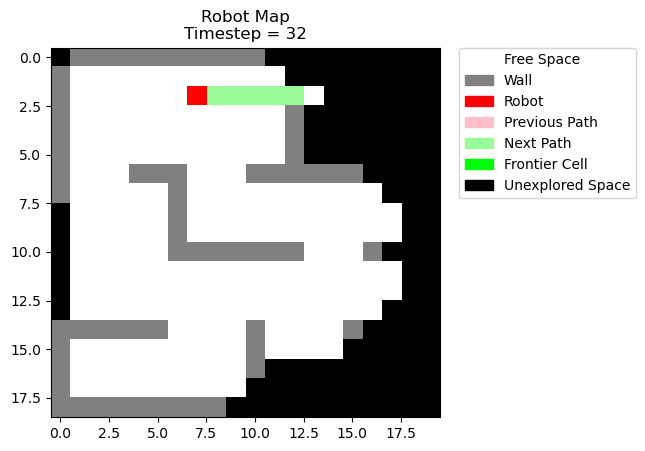 Robot Map
Timestep = 32
0.0
2.5
5.0
7.5
10.0
12.5
15.0
17.5
0.0
2.5
5.0
7.5
10.0
12.5
15.0
17.5
Free Space
Wall
Robot
Previous Path
Next Path
Frontier Cell
Unexplored Space